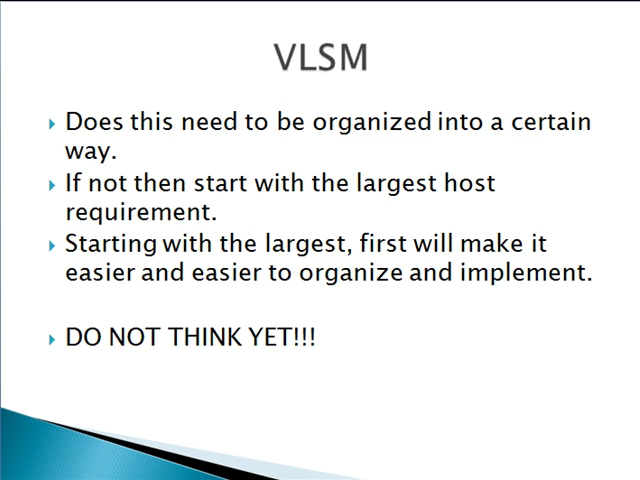 VLSM
Does this need to be organized into a certain
way.
If not then start with the largest host
requirement.
Starting with the largest, first will make it
easier and easier to organize and implement.
DO NOT THINK YET!!!